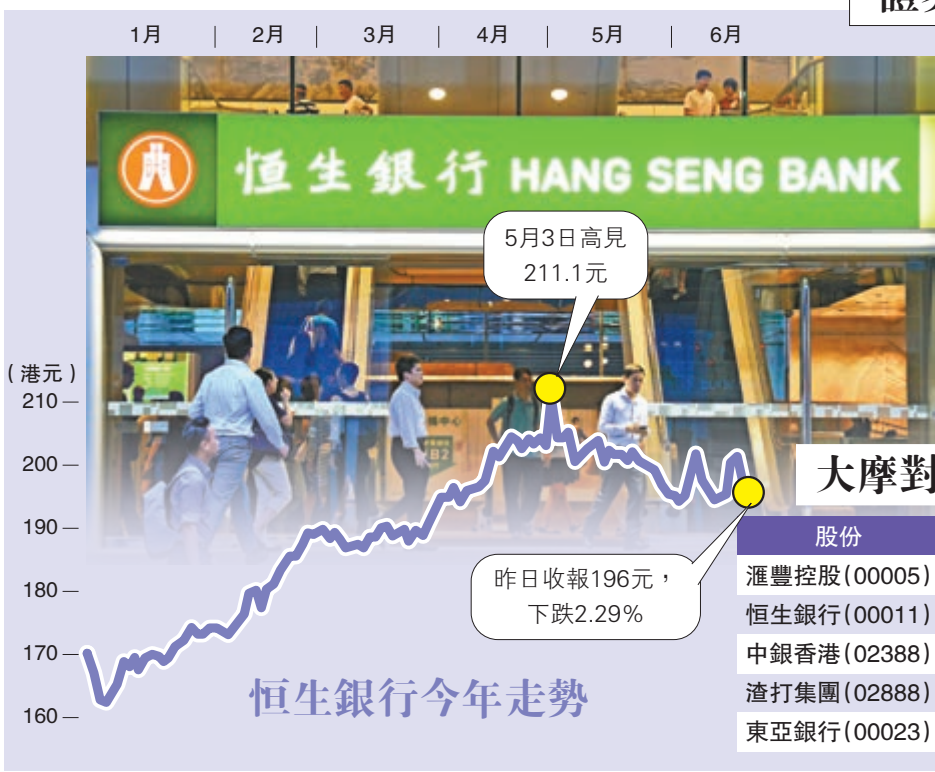 1月 | 2月 | 3月 | 4月 | 5月 | 6月
恒生銀行 HANG SENG BANK
5月3日高見
211.1元
(港元)
210
200
190
180
170
160
B2
昨日收報196元，
下跌2.29%
恒生銀行今年走勢
大摩對
股份
滙豐控股(00005)
恒生銀行(00011)
中銀香港(02388)
渣打集團(02888)
東亞銀行(00023)